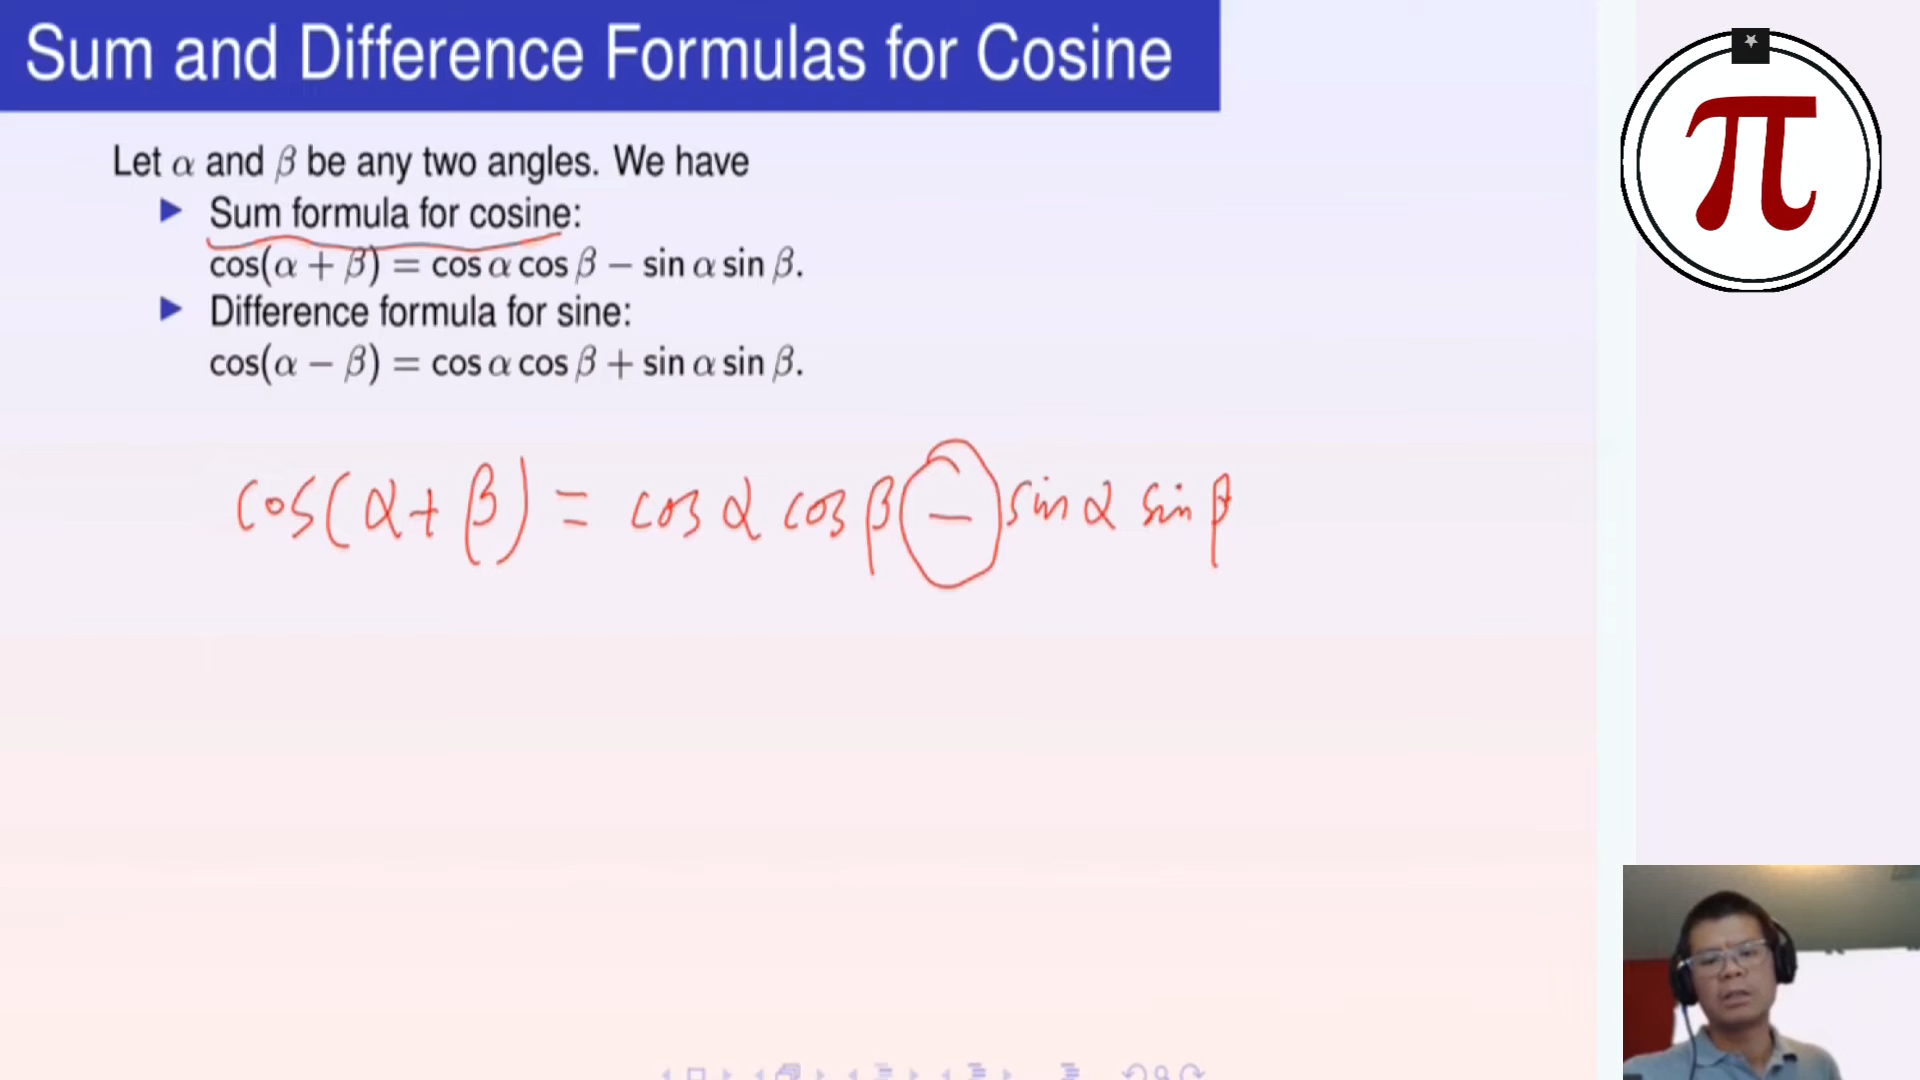 Sum and Difference Formulas for Cosine
Let α and β be any two angles. We have
Sum formula for cosine:
cos(α + β) = cos α cos β − sin α sin β.
Difference formula for sine:
cos(α − β) = cos α cos β + sin α sin β.
cos(α + β) = cos α cos β − sin α sin β
π